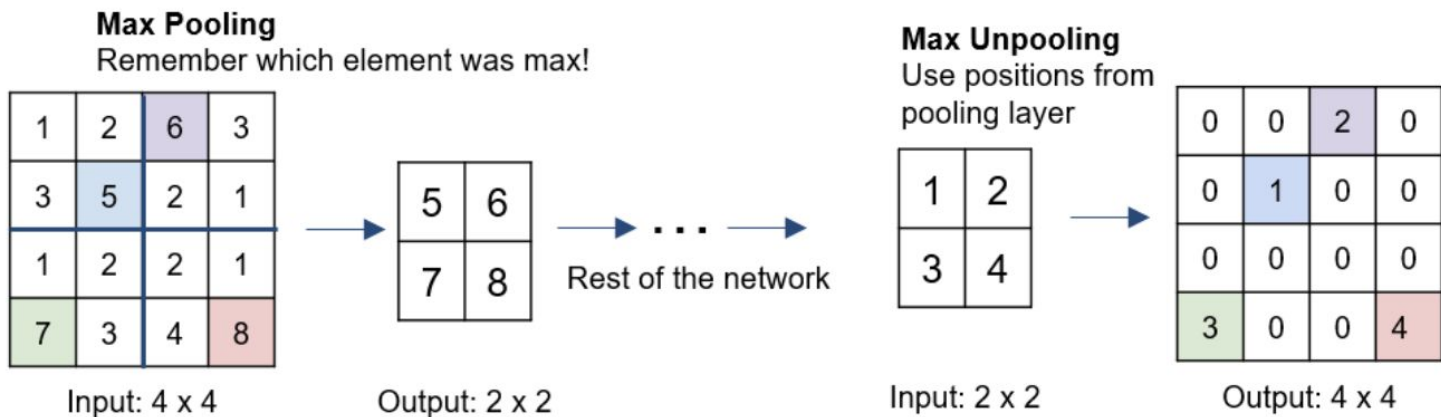 Max Pooling
Remember which element was max!
1 2 6 3
3 5 2 1
1 2 2 1
7 3 4 8
Input: 4 x 4
5 6
7 8
Output: 2 x 2
...
Rest of the network
Max Unpooling
Use positions from
pooling layer
1 2
3 4
Input: 2 x 2
0 0 2 0
0 1 0 0
0 0 0 0
3 0 0 4
Output: 4 x 4